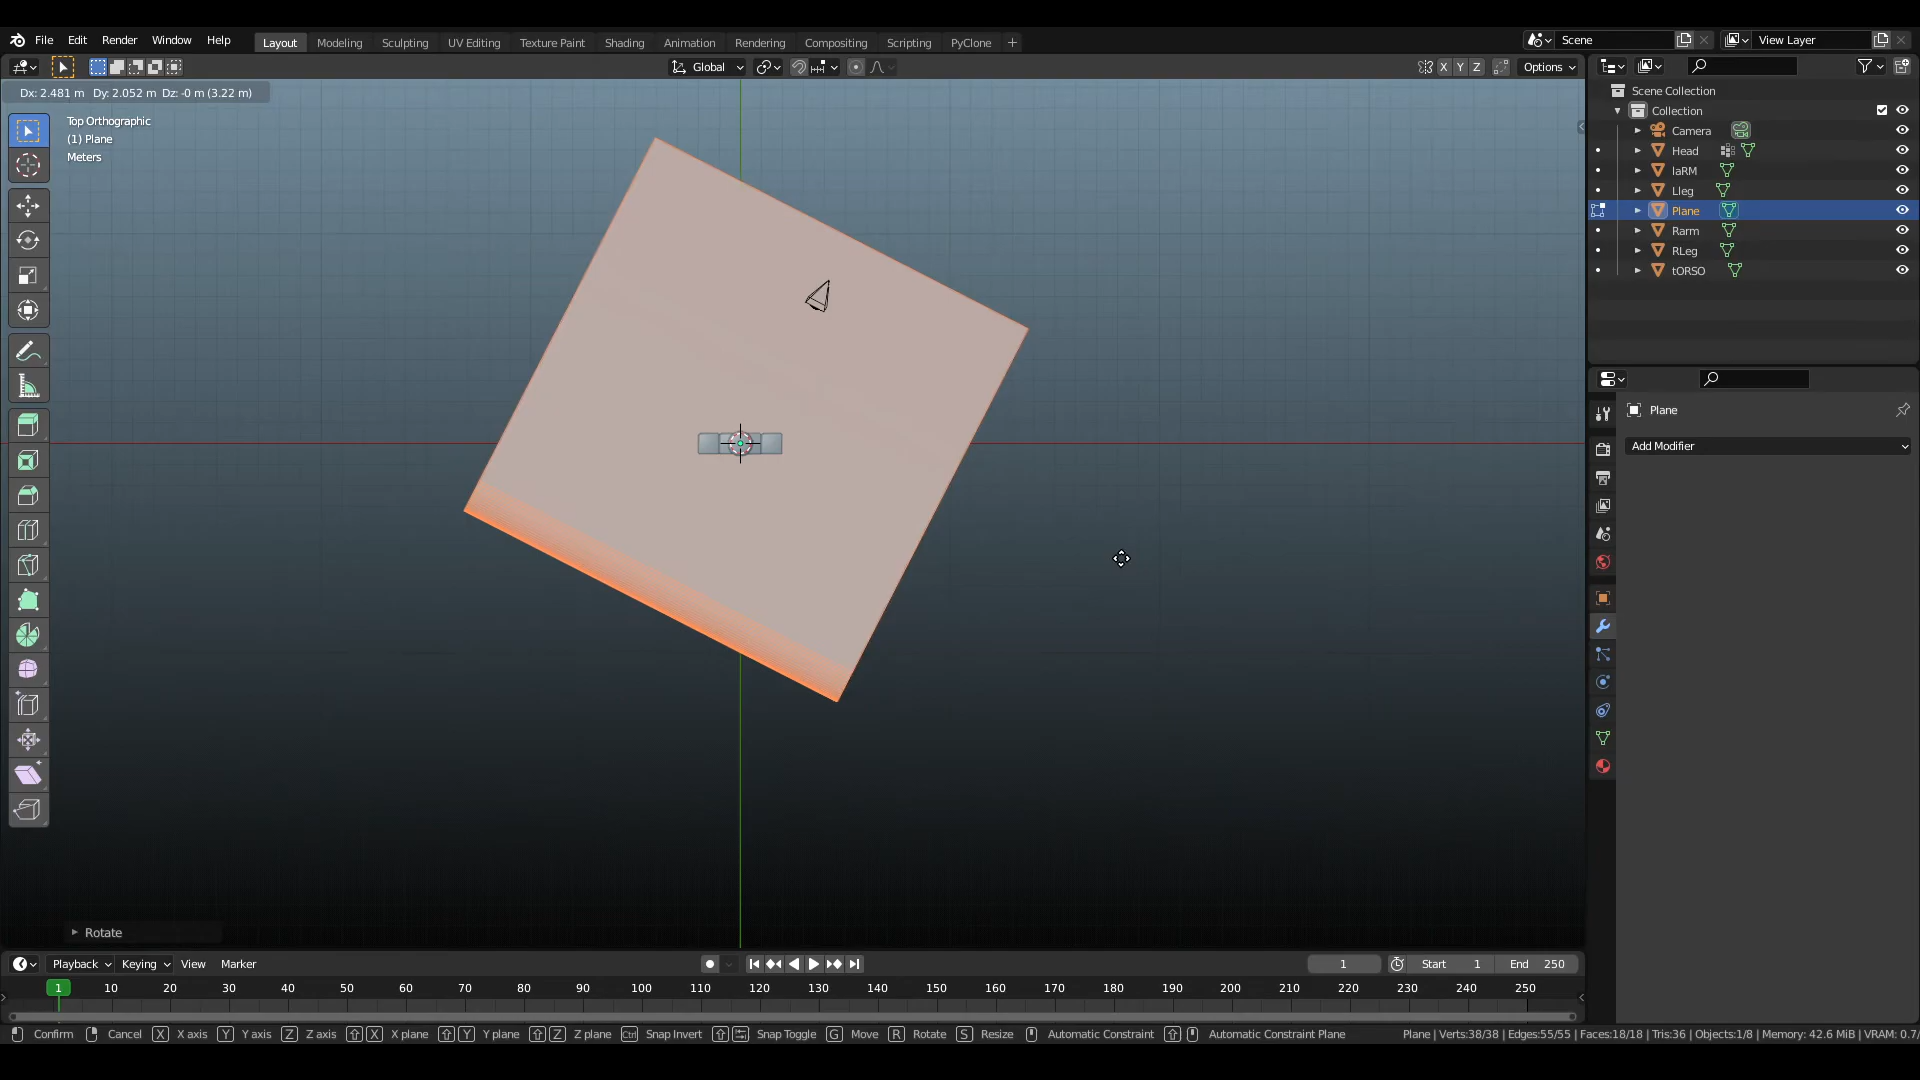 File Edit Render Window Help Layout Modeling Sculpting UV Editing Texture Paint Shading Animation Rendering Compositing Scripting PyClone + Scene View Layer
Global X Y Z Options
Dx: 2.481 m Dy: 2.052 m Dz: -0 m (3.22 m)
Top Orthographic
(1) Plane
Meters
Scene Collection
Collection
Camera
Head
laRM
Lleg
Plane
Rarm
RLeg
tORSO
Plane
Add Modifier
Rotate
Playback Keying View Marker 1 Start 1 End 250
1 10 20 30 40 50 60 70 80 90 100 110 120 130 140 150 160 170 180 190 200 210 220 230 240 250
Confirm Cancel X X axis Y Y axis Z Z axis X X plane Y Y plane Z Z plane Ctrl Snap Invert Snap Toggle G Move R Rotate S Resize Automatic Constraint Automatic Constraint Plane Plane | Verts:38/38 | Edges:55/55 | Faces:18/18 | Tris:36 | Objects:1/8 | Memory: 42.6 MiB | VRAM: 0.7/